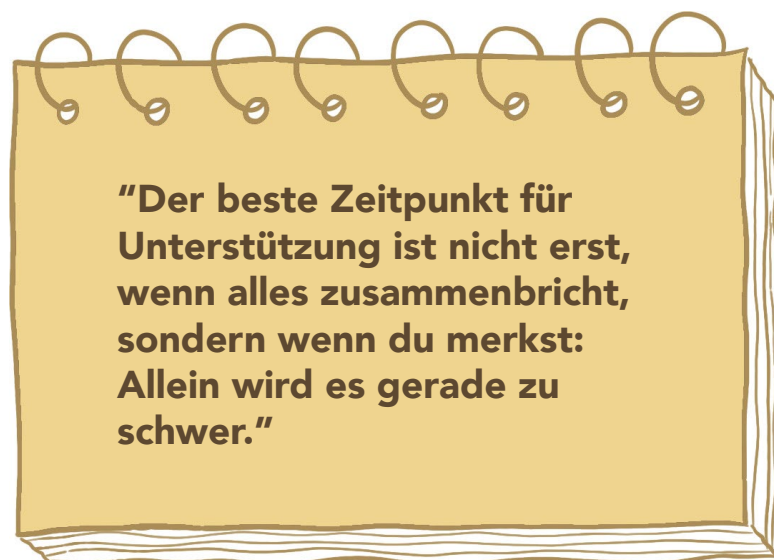 “Der beste Zeitpunkt für
Unterstützung ist nicht erst,
wenn alles zusammenbricht,
sondern wenn du merkst:
Allein wird es gerade zu
schwer.”